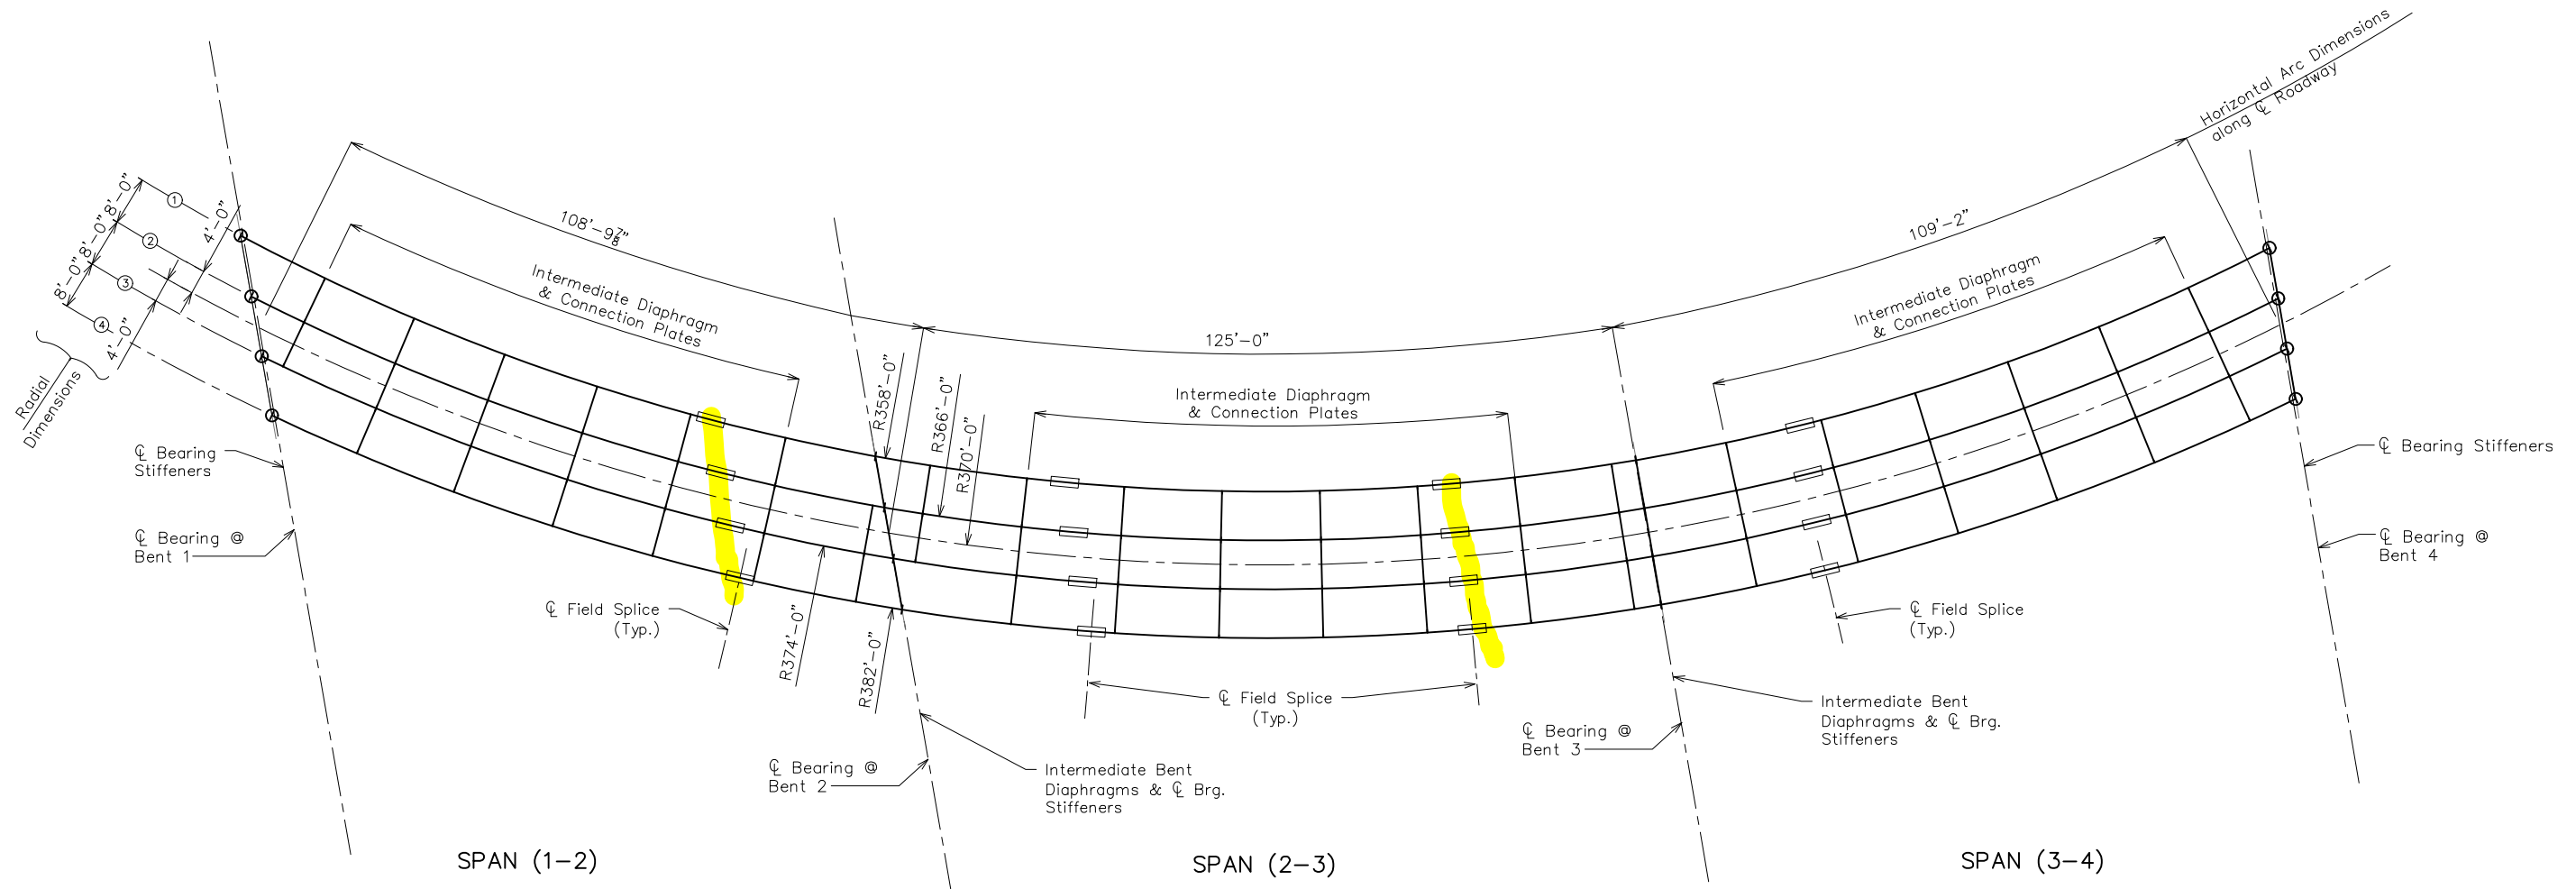 Horizontal Arc Dimensions
along ℄ Roadway
8'-0"
8'-0"
8'-0"
1
2
3
4
4'-0"
4'-0"
Radial
Dimensions
108'-9⅞"
125'-0"
109'-2"
Intermediate Diaphragm
& Connection Plates
Intermediate Diaphragm
& Connection Plates
Intermediate Diaphragm
& Connection Plates
R358'-0"
R366'-0"
R370'-0"
R374'-0"
R382'-0"
℄ Bearing
Stiffeners
℄ Bearing @
Bent 1
℄ Field Splice
(Typ.)
℄ Field Splice
(Typ.)
℄ Field Splice
(Typ.)
℄ Bearing Stiffeners
℄ Bearing @
Bent 4
℄ Bearing @
Bent 2
Intermediate Bent
Diaphragms & ℄ Brg.
Stiffeners
℄ Bearing @
Bent 3
Intermediate Bent
Diaphragms & ℄ Brg.
Stiffeners
SPAN (1-2)
SPAN (2-3)
SPAN (3-4)